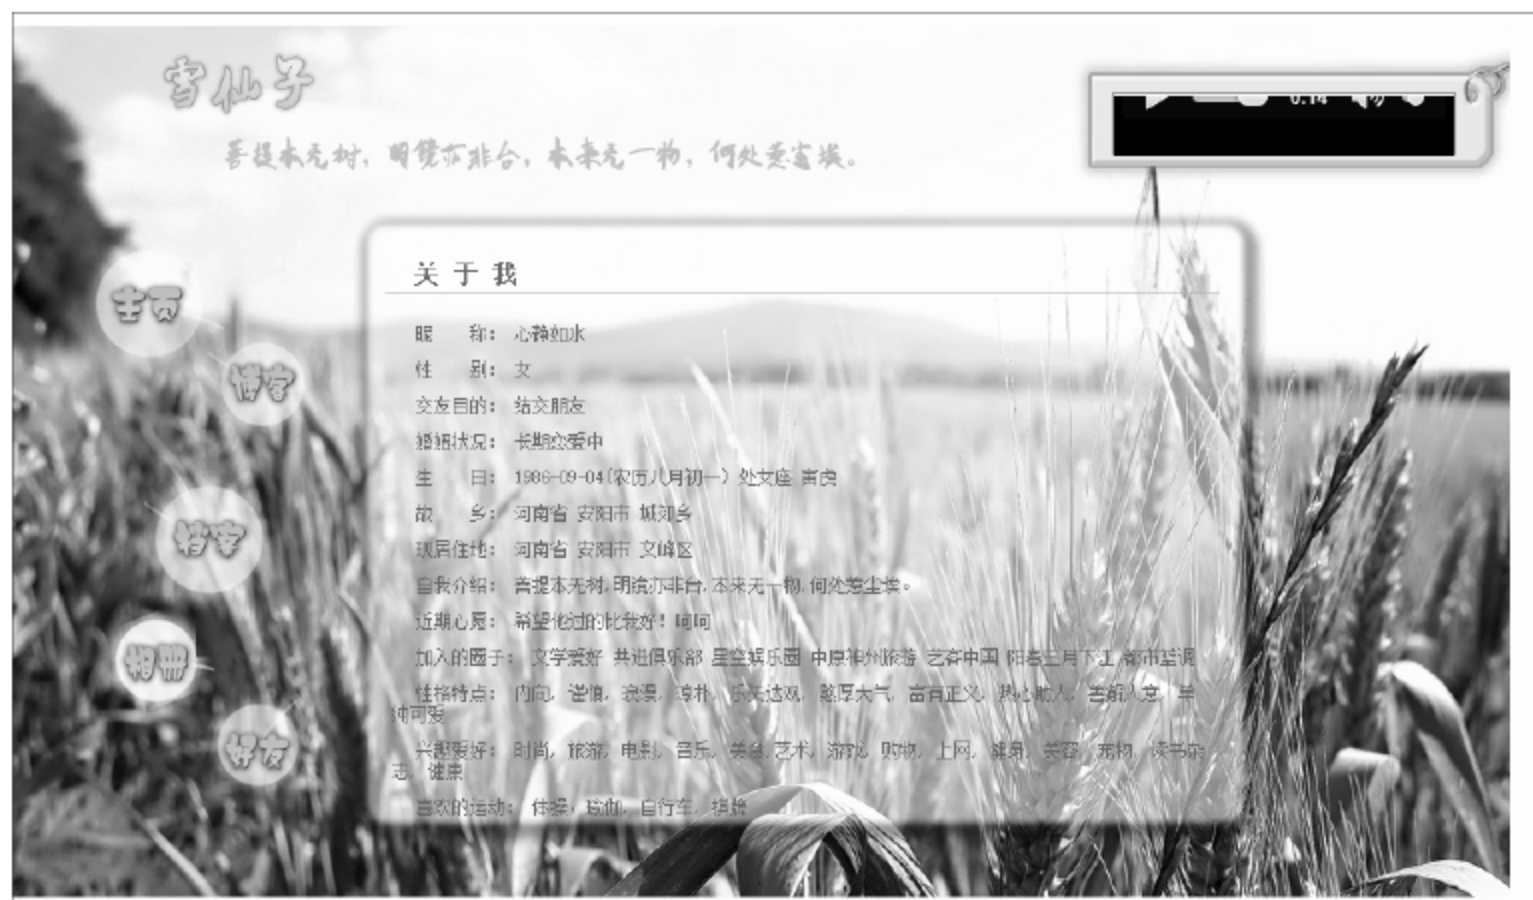 雪仙子
菩提本无树，明镜亦非台，本来无一物，何处惹尘埃。
0:14
关于我
主页
博客
档案
相册
好友
昵 称： 心静如水
性 别： 女
交友目的： 结交朋友
婚姻状况： 长期恋爱中
生 日： 1986-09-04(农历八月初一) 处女座 寅虎
故 乡： 河南省 安阳市 城郊乡
现居住地： 河南省 安阳市 文峰区
自我介绍： 菩提本无树,明镜亦非台,本来无一物,何处惹尘埃。
近期心愿： 希望他过的比我好！呵呵
加入的圈子： 文学爱好 共进俱乐部 星空娱乐圈 中原神州旅游 艺客中国 阳春三月下江 都市蓝调
性格特点： 内向, 谨慎, 浪漫, 淳朴, 乐天达观, 憨厚大气, 富有正义, 热心助人, 善解人意, 单
纯可爱
兴趣爱好： 时尚, 旅游, 电影, 音乐, 美食,艺术, 游戏, 购物, 上网, 健身, 美容, 宠物, 读书杂
志, 健康
喜欢的运动： 体操, 瑜伽, 自行车, 棋牌